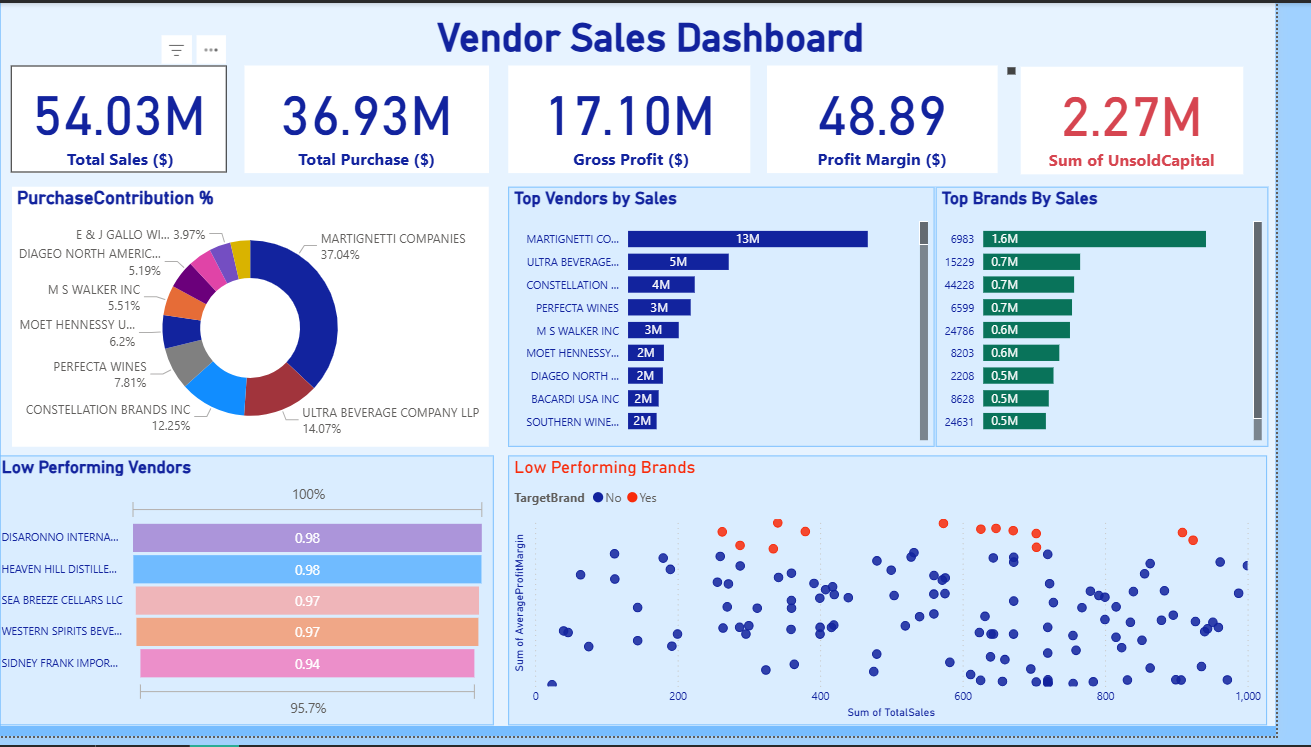 Vendor Sales Dashboard
54.03M
Total Sales ($)
36.93M
Total Purchase ($)
17.10M
Gross Profit ($)
48.89
Profit Margin ($)
2.27M
Sum of UnsoldCapital
PurchaseContribution %
E & J GALLO WI... 3.97%
DIAGEO NORTH AMERIC...
5.19%
M S WALKER INC
5.51%
MOET HENNESSY U...
6.2%
PERFECTA WINES
7.81%
CONSTELLATION BRANDS INC
12.25%
MARTIGNETTI COMPANIES
37.04%
ULTRA BEVERAGE COMPANY LLP
14.07%
Top Vendors by Sales
MARTIGNETTI CO... 13M
ULTRA BEVERAGE... 5M
CONSTELLATION ... 4M
PERFECTA WINES 3M
M S WALKER INC 3M
MOET HENNESSY... 2M
DIAGEO NORTH ... 2M
BACARDI USA INC 2M
SOUTHERN WINE... 2M
Top Brands By Sales
6983 1.6M
15229 0.7M
44228 0.7M
6599 0.7M
24786 0.6M
8203 0.6M
2208 0.5M
8628 0.5M
24631 0.5M
Low Performing Vendors
100%
DISARONNO INTERNA... 0.98
HEAVEN HILL DISTILLE... 0.98
SEA BREEZE CELLARS LLC 0.97
WESTERN SPIRITS BEVE... 0.97
SIDNEY FRANK IMPOR... 0.94
95.7%
Low Performing Brands
TargetBrand No Yes
Sum of AverageProfitMargin
0 200 400 600 800 1,000
Sum of TotalSales